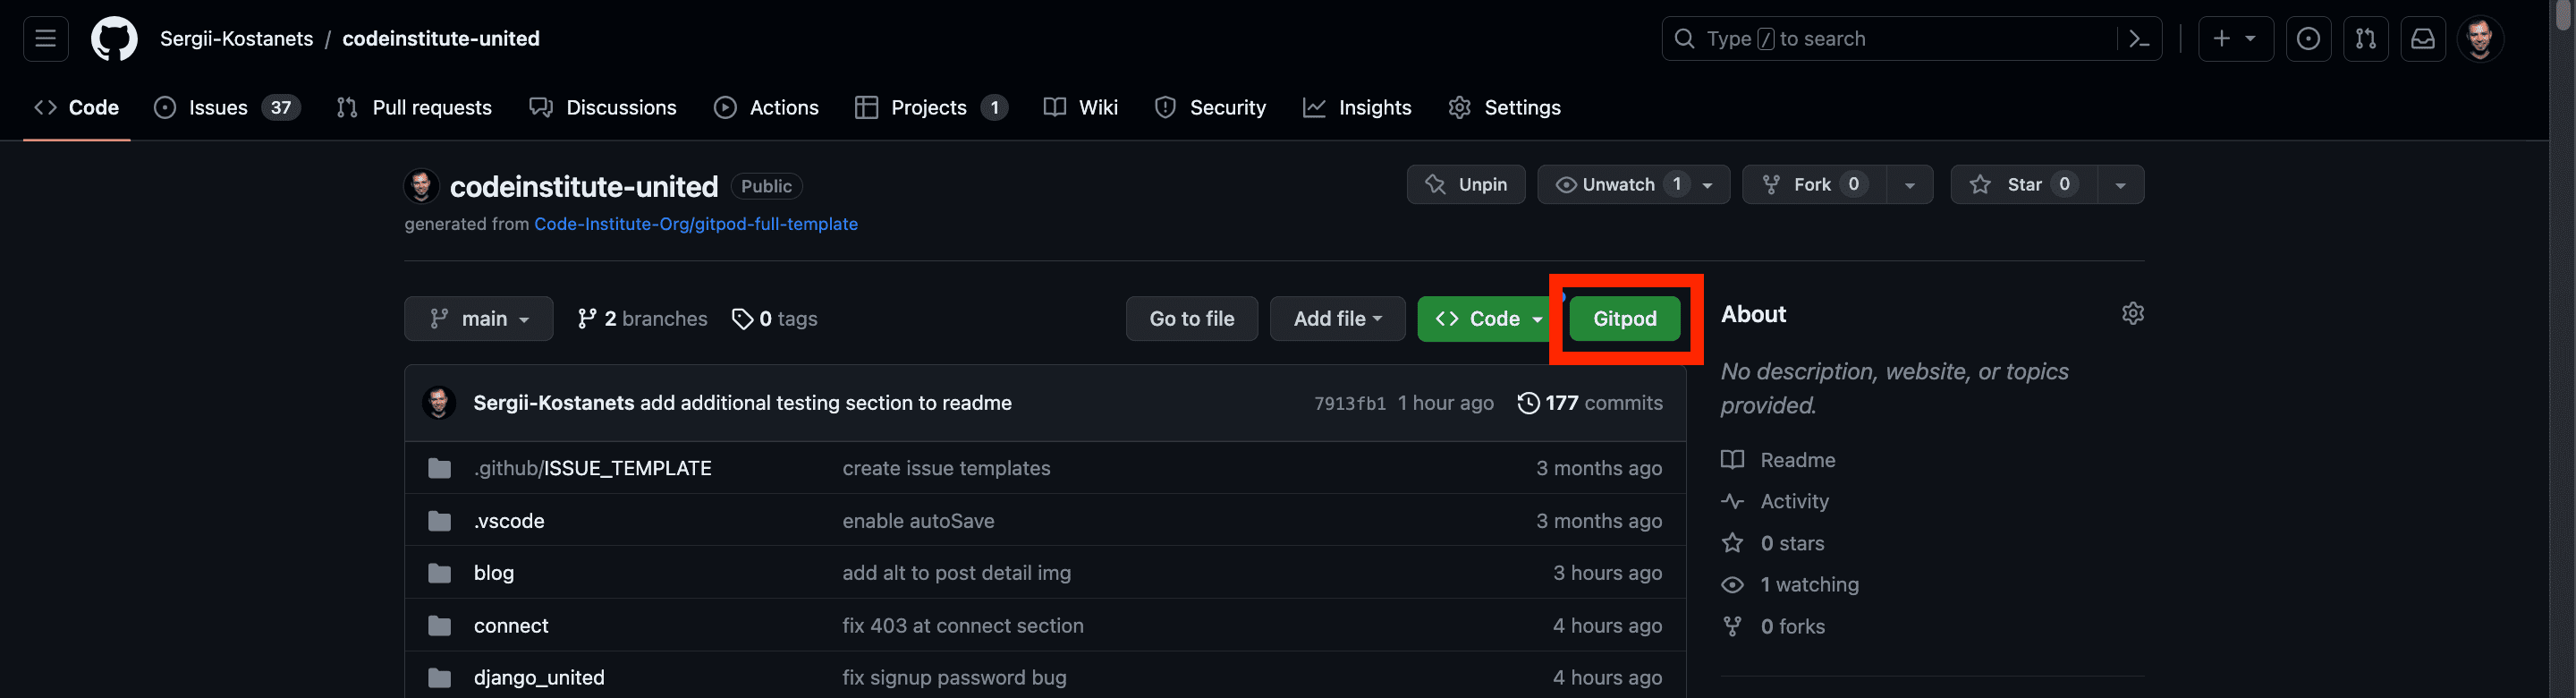 Sergii-Kostanets / codeinstitute-united
Type / to search
Code Issues 37 Pull requests Discussions Actions Projects 1 Wiki Security Insights Settings
codeinstitute-united Public
Unpin Unwatch 1 Fork 0 Star 0
generated from Code-Institute-Org/gitpod-full-template
main 2 branches 0 tags Go to file Add file Code Gitpod
About
No description, website, or topics
provided.
Sergii-Kostanets add additional testing section to readme 7913fb1 1 hour ago 177 commits
.github/ISSUE_TEMPLATE create issue templates 3 months ago
.vscode enable autoSave 3 months ago
blog add alt to post detail img 3 hours ago
connect fix 403 at connect section 4 hours ago
django_united fix signup password bug 4 hours ago
Readme
Activity
0 stars
1 watching
0 forks